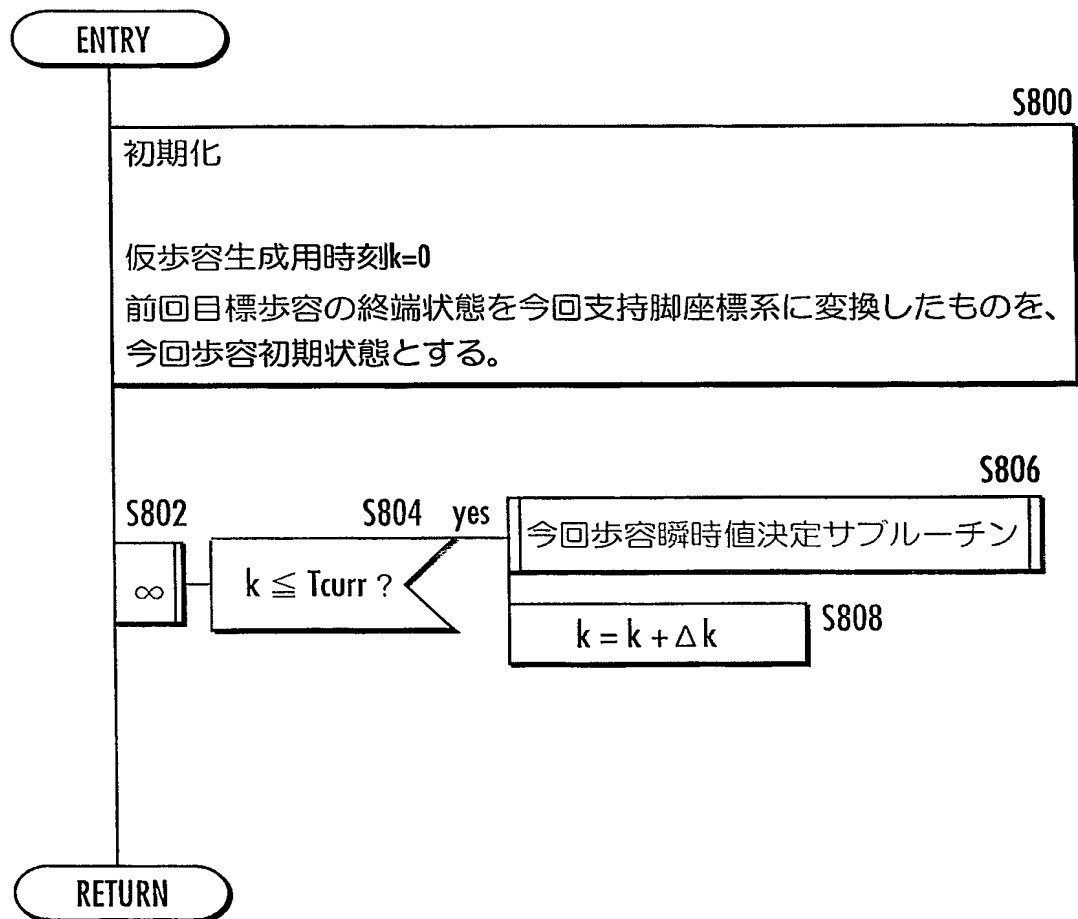 ENTRY
S800
初期化
仮歩容生成用時刻k=0
前回目標歩容の終端状態を今回支持脚座標系に変換したものを、
今回歩容初期状態とする。
S802
∞
S804
yes
k ≦ Tcurr ?
S806
今回歩容瞬時値決定サブルーチン
S808
k = k + Δk
RETURN